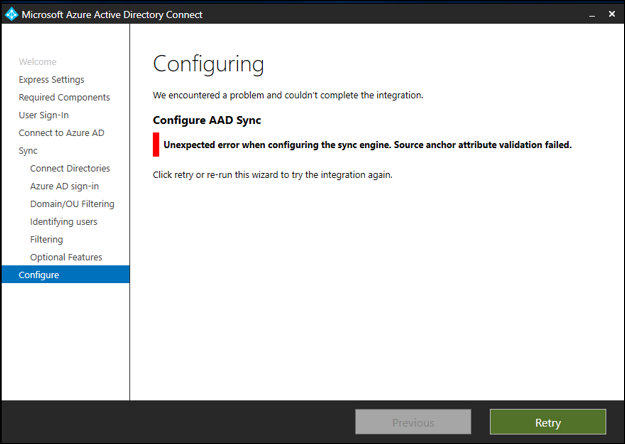 Microsoft Azure Active Directory Connect
Welcome
Express Settings
Required Components
User Sign-In
Connect to Azure AD
Sync
Connect Directories
Azure AD sign-in
Domain/OU Filtering
Identifying users
Filtering
Optional Features
Configure
Configuring
We encountered a problem and couldn't complete the integration.
Configure AAD Sync
Unexpected error when configuring the sync engine. Source anchor attribute validation failed.
Click retry or re-run this wizard to try the integration again.
Previous
Retry